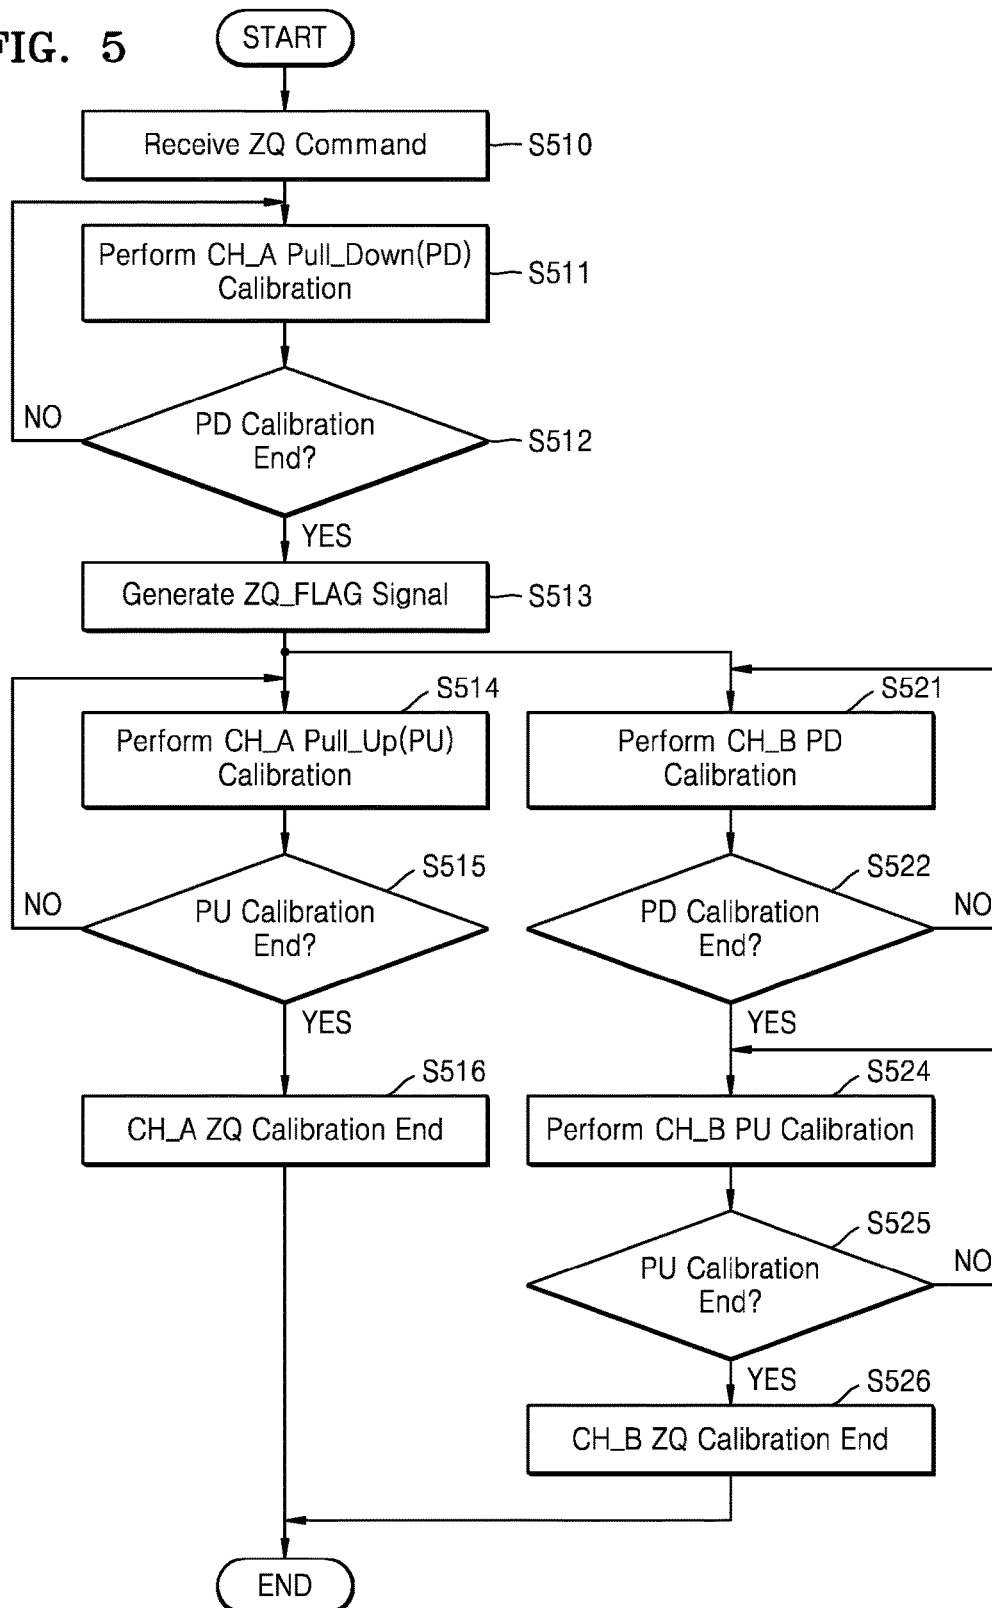 FIG. 5
START
Receive ZQ Command
S510
Perform CH_A Pull_Down(PD)
Calibration
S511
PD Calibration
End?
S512
NO
YES
Generate ZQ_FLAG Signal
S513
S514
Perform CH_A Pull_Up(PU)
Calibration
S521
Perform CH_B PD
Calibration
S515
PU Calibration
End?
NO
YES
S522
PD Calibration
End?
NO
YES
S516
CH_A ZQ Calibration End
S524
Perform CH_B PU Calibration
S525
PU Calibration
End?
NO
YES
S526
CH_B ZQ Calibration End
END